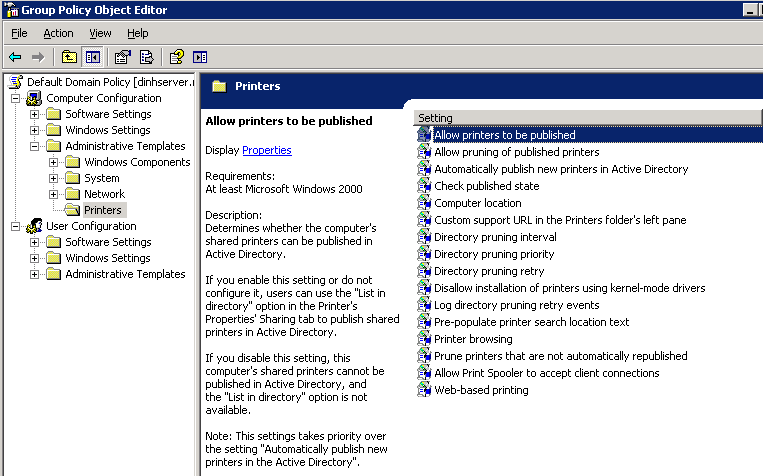 Group Policy Object Editor
File Action View Help
Default Domain Policy [dinhserver.
Computer Configuration
Software Settings
Windows Settings
Administrative Templates
Windows Components
System
Network
Printers
User Configuration
Software Settings
Windows Settings
Administrative Templates
Printers
Allow printers to be published
Display Properties
Requirements:
At least Microsoft Windows 2000
Description:
Determines whether the computer's
shared printers can be published in
Active Directory.
If you enable this setting or do not
configure it, users can use the "List in
directory" option in the Printer's
Properties' Sharing tab to publish shared
printers in Active Directory.
If you disable this setting, this
computer's shared printers cannot be
published in Active Directory, and
the "List in directory" option is not
available.
Note: This settings takes priority over
the setting "Automatically publish new
printers in the Active Directory".
Setting
Allow printers to be published
Allow pruning of published printers
Automatically publish new printers in Active Directory
Check published state
Computer location
Custom support URL in the Printers folder's left pane
Directory pruning interval
Directory pruning priority
Directory pruning retry
Disallow installation of printers using kernel-mode drivers
Log directory pruning retry events
Pre-populate printer search location text
Printer browsing
Prune printers that are not automatically republished
Allow Print Spooler to accept client connections
Web-based printing